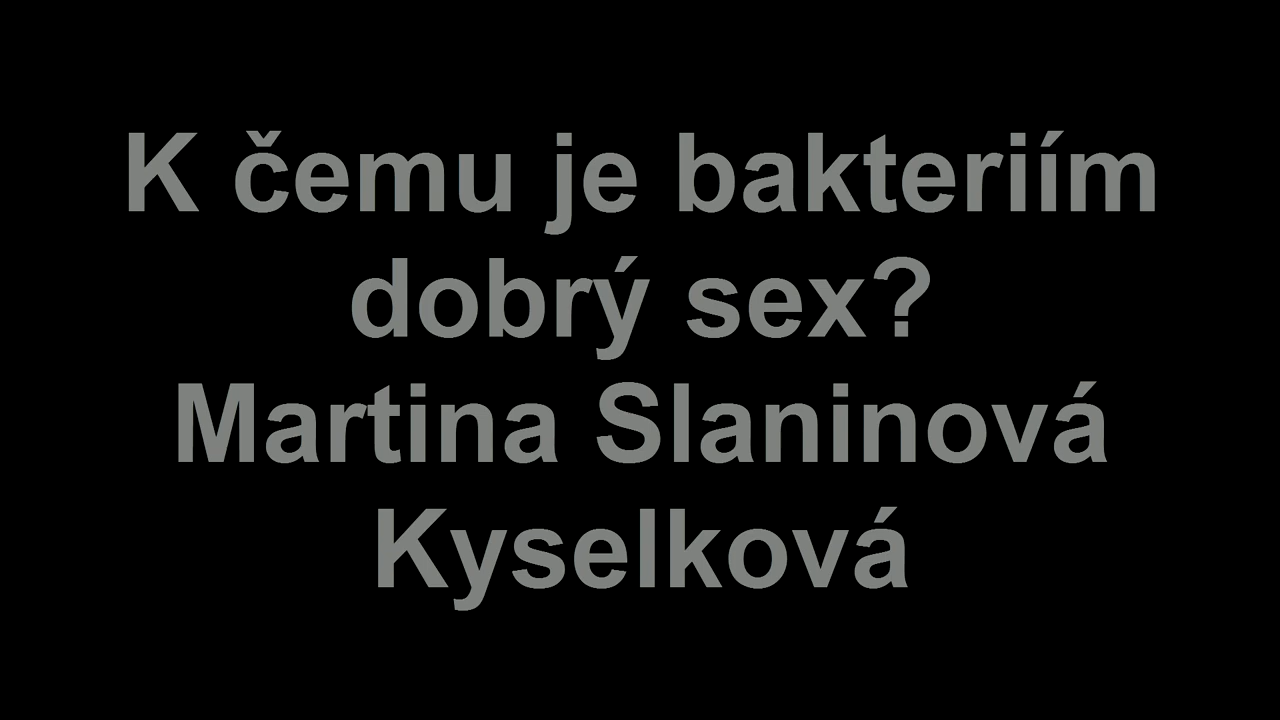 K čemu je bakteriím
dobrý sex?
Martina Slaninová
Kyselková